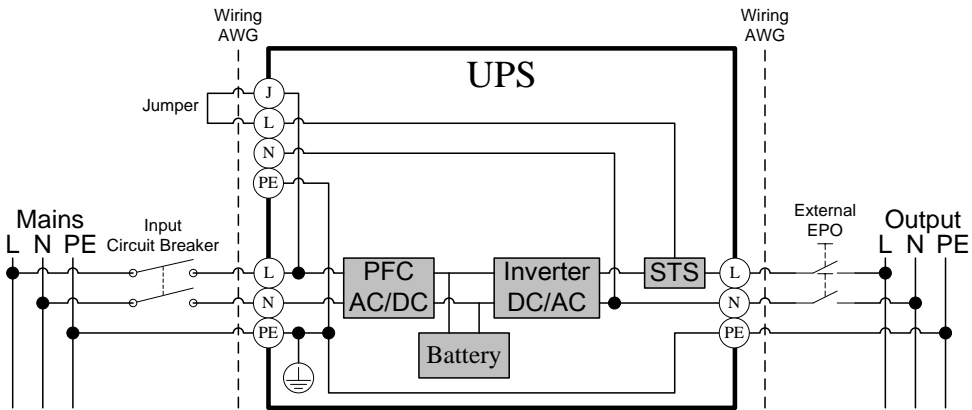 Wiring
AWG
Wiring
AWG
UPS
Jumper
J
L
N
PE
Mains
L N PE
Input
Circuit Breaker
L
N
PE
PFC
AC/DC
Inverter
DC/AC
STS
Battery
L
N
PE
External
EPO
Output
L N PE